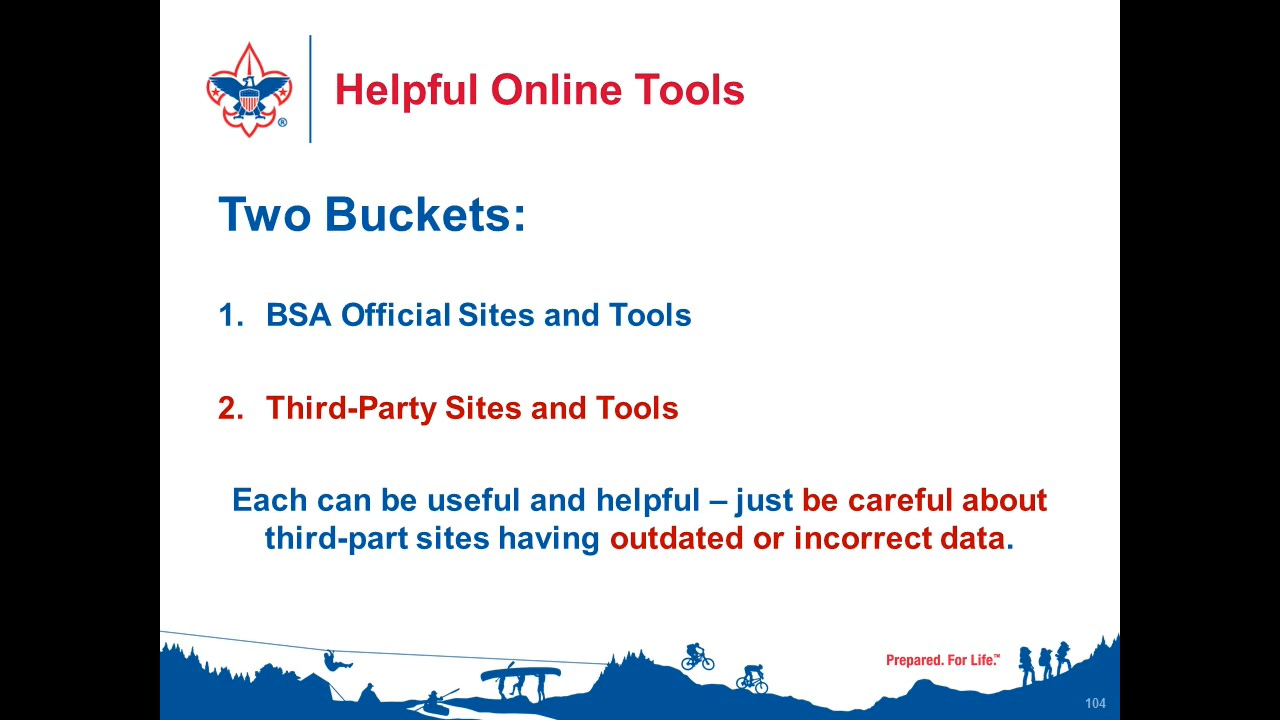 Helpful Online Tools
®
Two Buckets:
1. BSA Official Sites and Tools
2. Third-Party Sites and Tools
Each can be useful and helpful – just be careful about
third-part sites having outdated or incorrect data.
Prepared. For Life.™
104